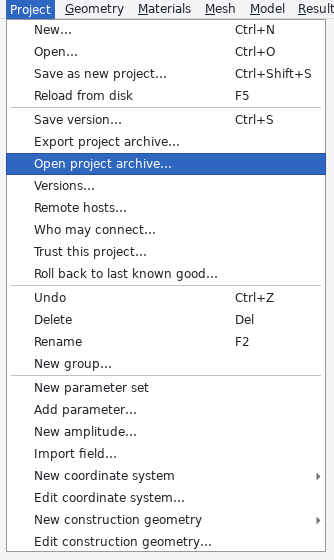 Project Geometry Materials Mesh Model Result
New... Ctrl+N
Open... Ctrl+O
Save as new project... Ctrl+Shift+S
Reload from disk F5
Save version... Ctrl+S
Export project archive...
Open project archive...
Versions...
Remote hosts...
Who may connect...
Trust this project...
Roll back to last known good...
Undo Ctrl+Z
Delete Del
Rename F2
New group...
New parameter set
Add parameter...
New amplitude...
Import field...
New coordinate system
Edit coordinate system...
New construction geometry
Edit construction geometry...